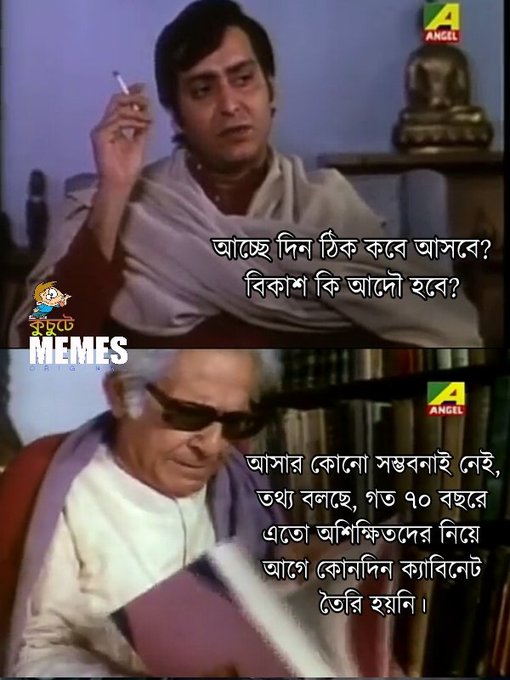 ANGEL
আচ্ছে দিন ঠিক কবে আসবে?
বিকাশ কি আদৌ হবে?
কুচুটে
MEMES
ORIGINAL
ANGEL
আসার কোনো সম্ভবনাই নেই,
তথ্য বলছে, গত ৭০ বছরে
এতো অশিক্ষিতদের নিয়ে
আগে কোনদিন ক্যাবিনেট
তৈরি হয়নি।